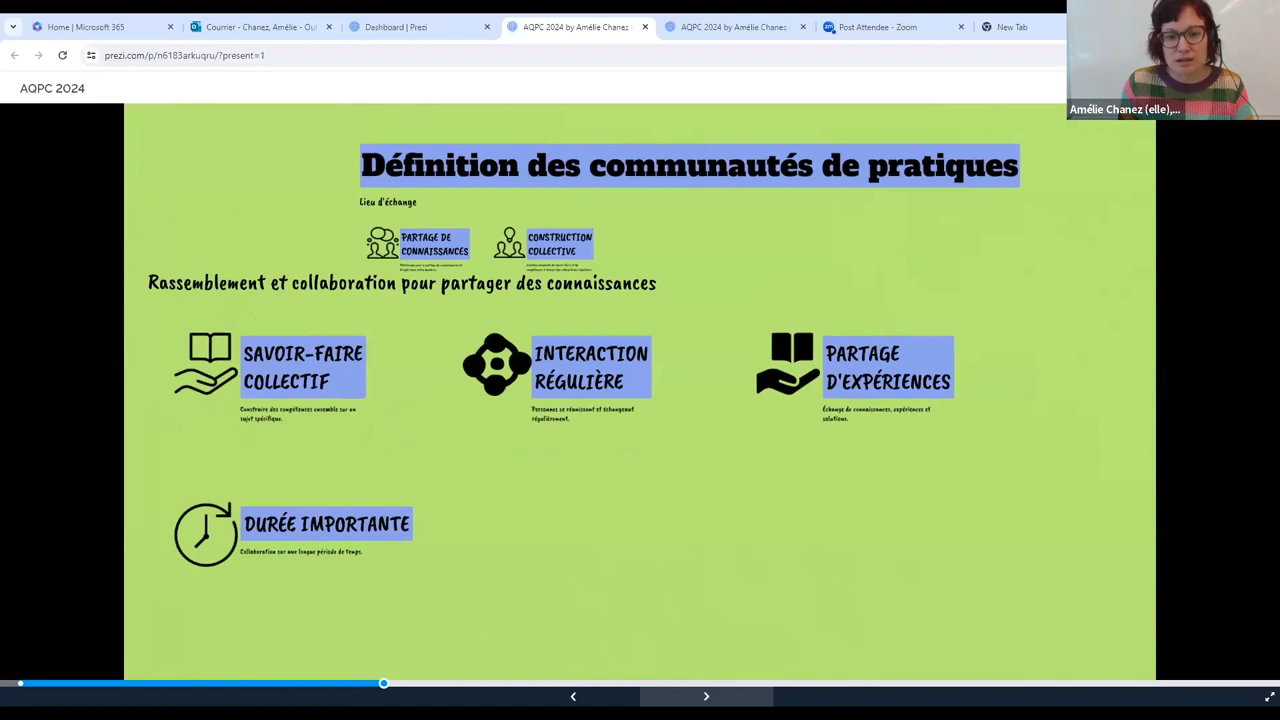 Home | Microsoft 365
Courrier - Chanez, Amélie - Out
Dashboard | Prezi
AQPC 2024 by Amélie Chanez
AQPC 2024 by Amélie Chanez
Post Attendee - Zoom
New Tab
prezi.com/p/n6183arkuqru/?present=1
Amélie Chanez (elle),...
AQPC 2024
Définition des communautés de pratiques
Lieu d'échange
PARTAGE DE
CONNAISSANCES
CONSTRUCTION
COLLECTIVE
Rassemblement et collaboration pour partager des connaissances
SAVOIR-FAIRE
COLLECTIF
Construire des compétences ensemble sur un
sujet spécifique.
INTERACTION
RÉGULIÈRE
Personnes se réunissant et échangeant
régulièrement.
PARTAGE
D'EXPÉRIENCES
Échange de connaissances, expériences et
solutions.
DURÉE IMPORTANTE
Collaboration sur une longue période de temps.